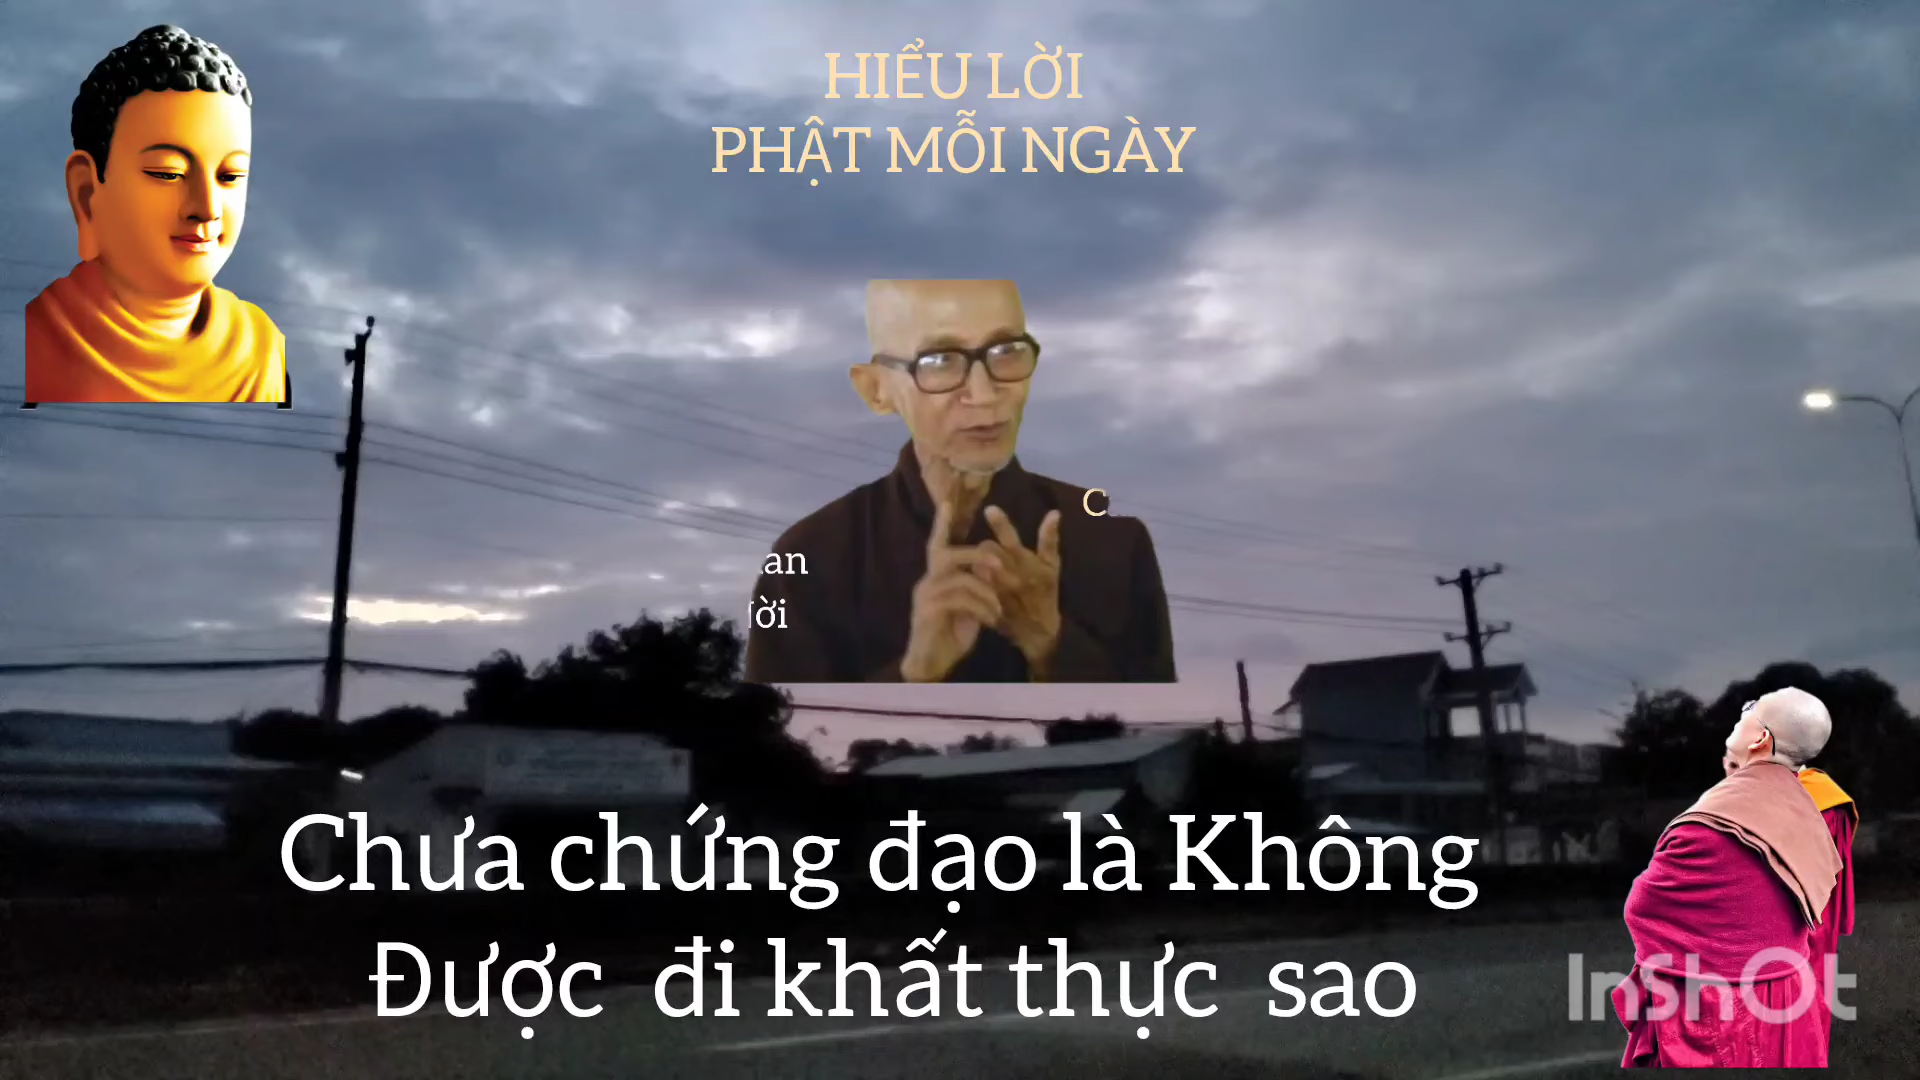 HIỂU LỜI
PHẬT MỖI NGÀY
Chưa chứng đạo là Không
Được đi khất thực sao
InShOt